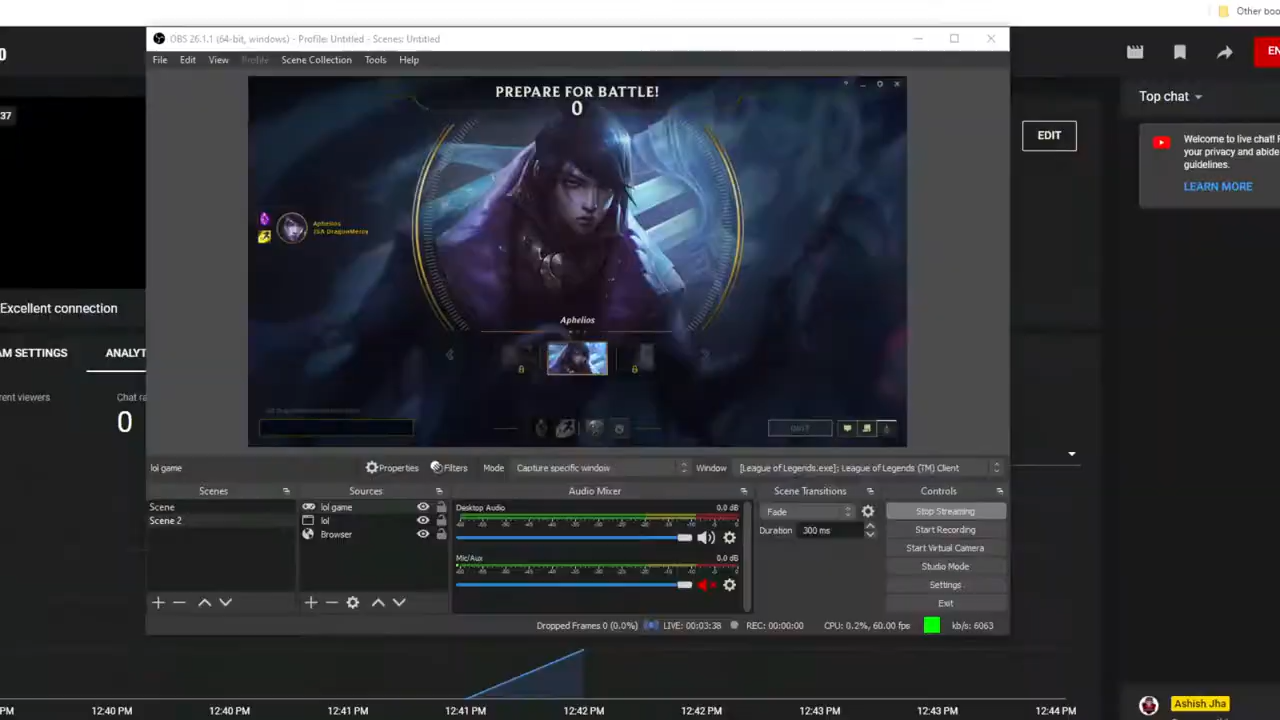 Other boo
0
OBS 26.1.1 (64-bit, windows) - Profile: Untitled - Scenes: Untitled
File Edit View Profile Scene Collection Tools Help
EN
37
PREPARE FOR BATTLE!
0
Top chat
EDIT
Welcome to live chat!
your privacy and abide
guidelines.
LEARN MORE
Aphelios
Excellent connection
Aphelios
AM SETTINGS
ANALYT
rent viewers
Chat ra
0
QUIT
lol game
Properties
Filters
Mode
Capture specific window
Window
[League of Legends.exe]: League of Legends (TM) Client
Scenes
Sources
Audio Mixer
Scene Transitions
Controls
Scene
Scene 2
lol game
lol
Browser
Desktop Audio
0.0 dB
Mic/Aux
0.0 dB
Fade
Duration
300 ms
Stop Streaming
Start Recording
Start Virtual Camera
Studio Mode
Settings
Exit
Dropped Frames 0 (0.0%)
LIVE: 00:03:38
REC: 00:00:00
CPU: 0.2%, 60.00 fps
kb/s: 6063
PM
12:40 PM
12:40 PM
12:41 PM
12:41 PM
12:42 PM
12:42 PM
12:43 PM
12:43 PM
12:44 PM
Ashish Jha